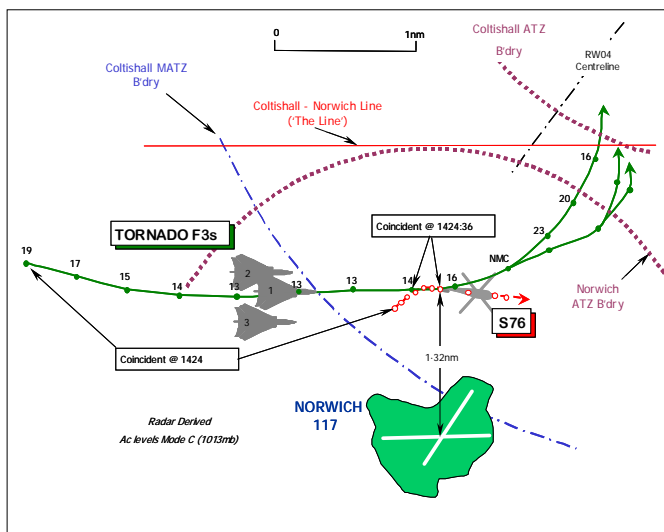 Coltishall ATZ
B'dry
0
1nm
RW04
Centreline
Coltishall MATZ
B'dry
Coltishall - Norwich Line
('The Line')
16
TORNADO F3s
Coincident @ 1424:36
20
19
23
17
2
NMC
15
14
13
1
13
13
14
16
Norwich
ATZ B'dry
3
S76
Coincident @ 1424
1·32nm
NORWICH
117
Radar Derived
Ac levels Mode C (1013mb)